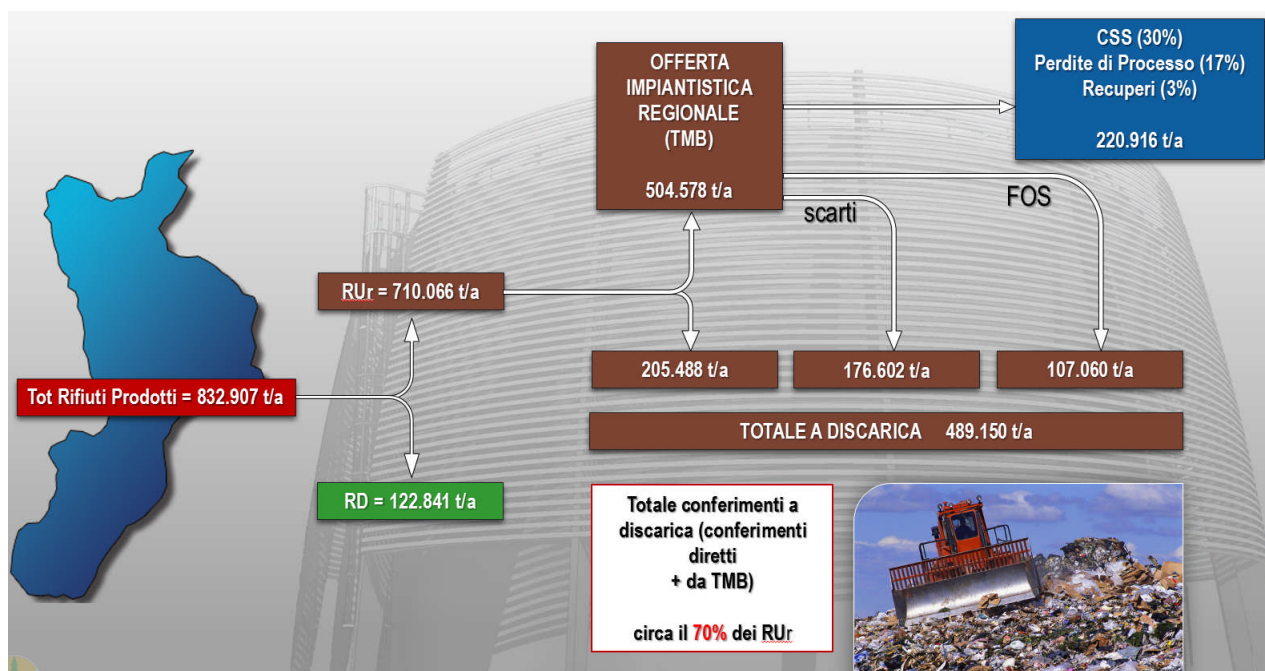 OFFERTA
IMPIANTISTICA
REGIONALE
(TMB)
504.578 t/a
CSS (30%)
Perdite di Processo (17%)
Recuperi (3%)
220.916 t/a
scarti
FOS
RUr = 710.066 t/a
205.488 t/a
176.602 t/a
107.060 t/a
Tot Rifiuti Prodotti = 832.907 t/a
TOTALE A DISCARICA 489.150 t/a
RD = 122.841 t/a
Totale conferimenti a
discarica (conferimenti
diretti
+ da TMB)
circa il 70% dei RUr